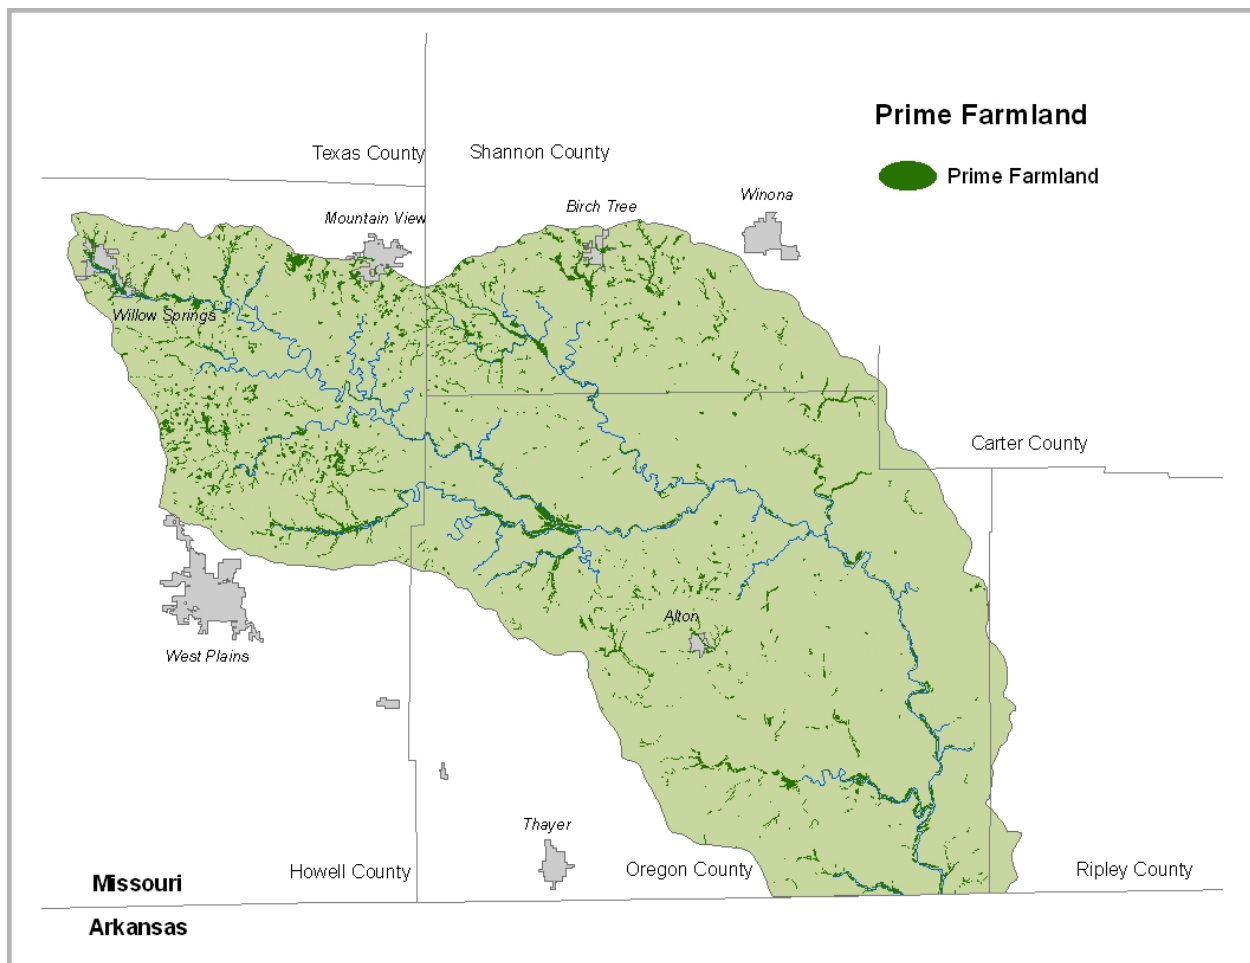 Prime Farmland
Prime Farmland
Texas County
Shannon County
Winona
Birch Tree
Mountain View
Willow Springs
Carter County
Alton
West Plains
Thayer
Howell County
Oregon County
Ripley County
Missouri
Arkansas